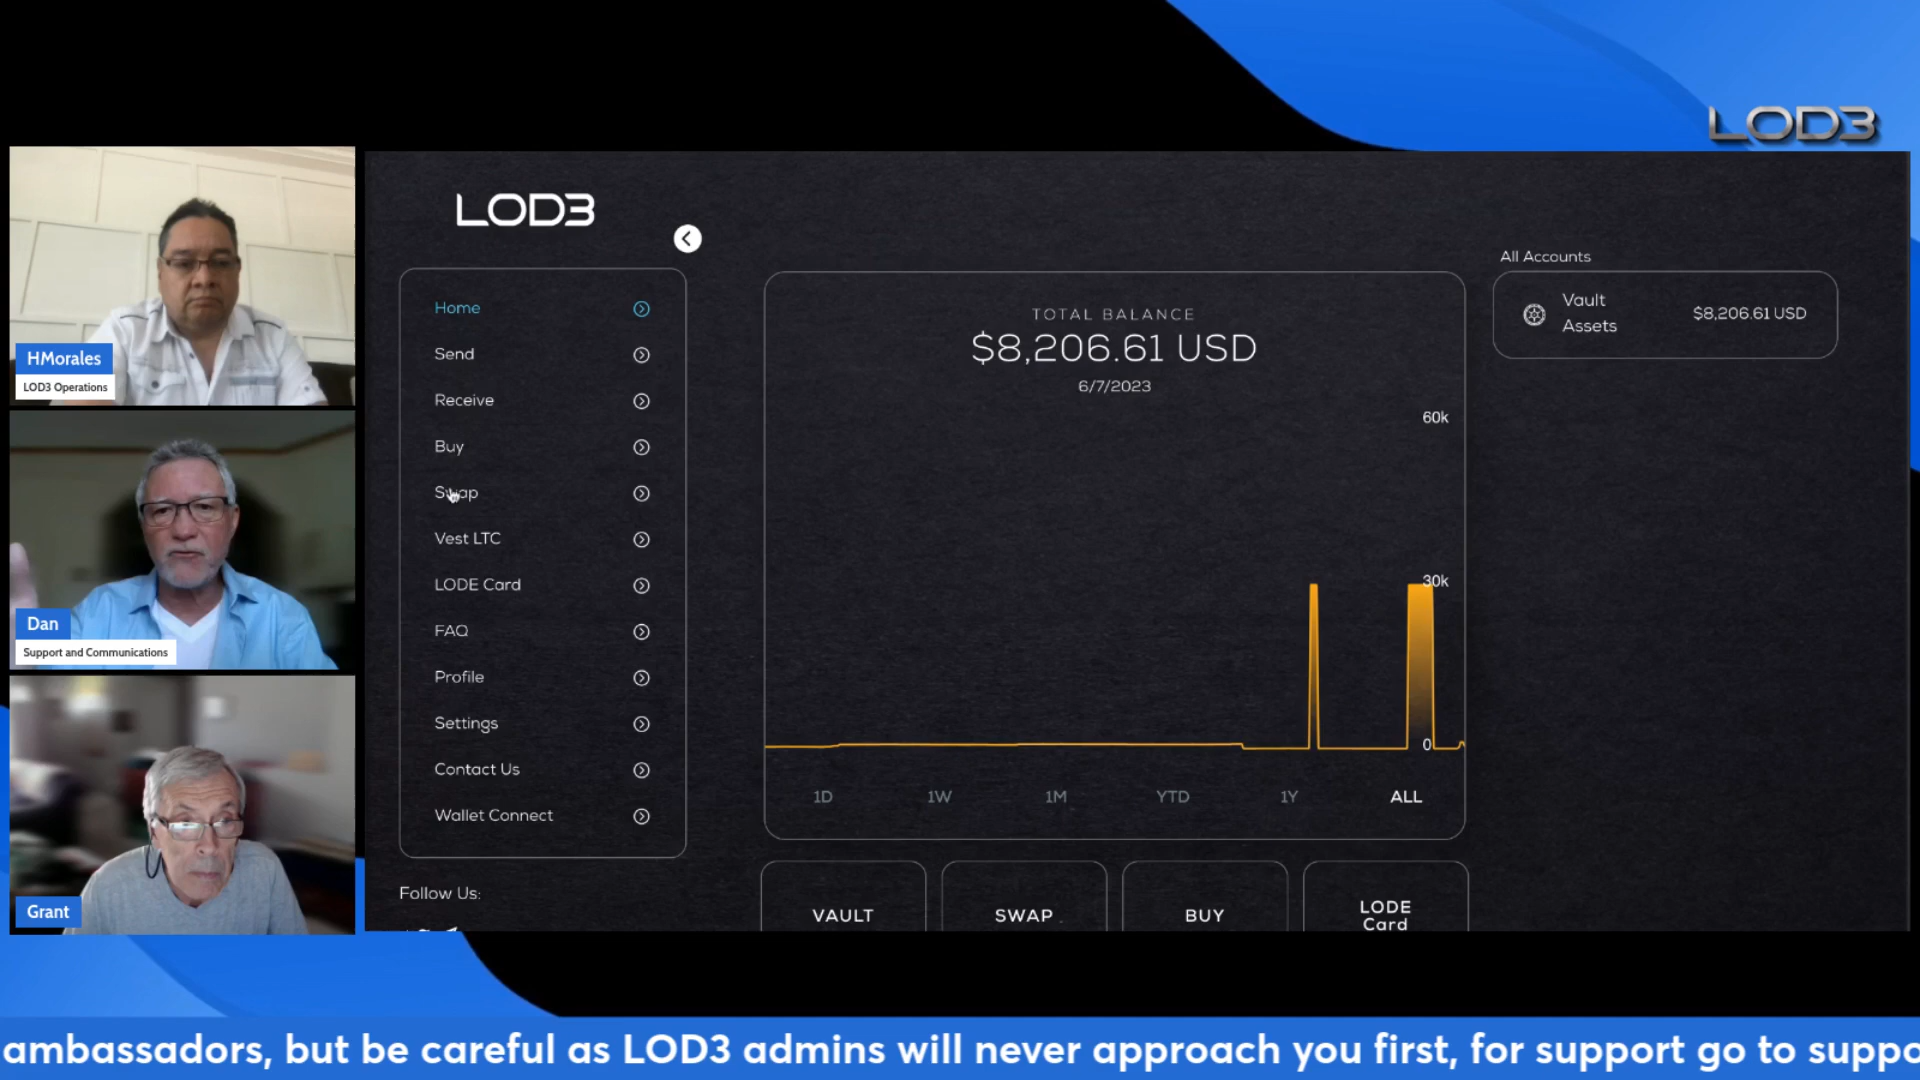 LOD3
LOD3
HMorales
LOD3 Operations
Dan
Support and Communications
Grant
Home
Send
Receive
Buy
Swap
Vest LTC
LODE Card
FAQ
Profile
Settings
Contact Us
Wallet Connect
Follow Us:
TOTAL BALANCE
$8,206.61 USD
6/7/2023
60k
30k
0
1D 1W 1M YTD 1Y ALL
VAULT
SWAP
BUY
LODE
Card
All Accounts
Vault
Assets
$8,206.61 USD
ambassadors, but be careful as LOD3 admins will never approach you first, for support go to suppo